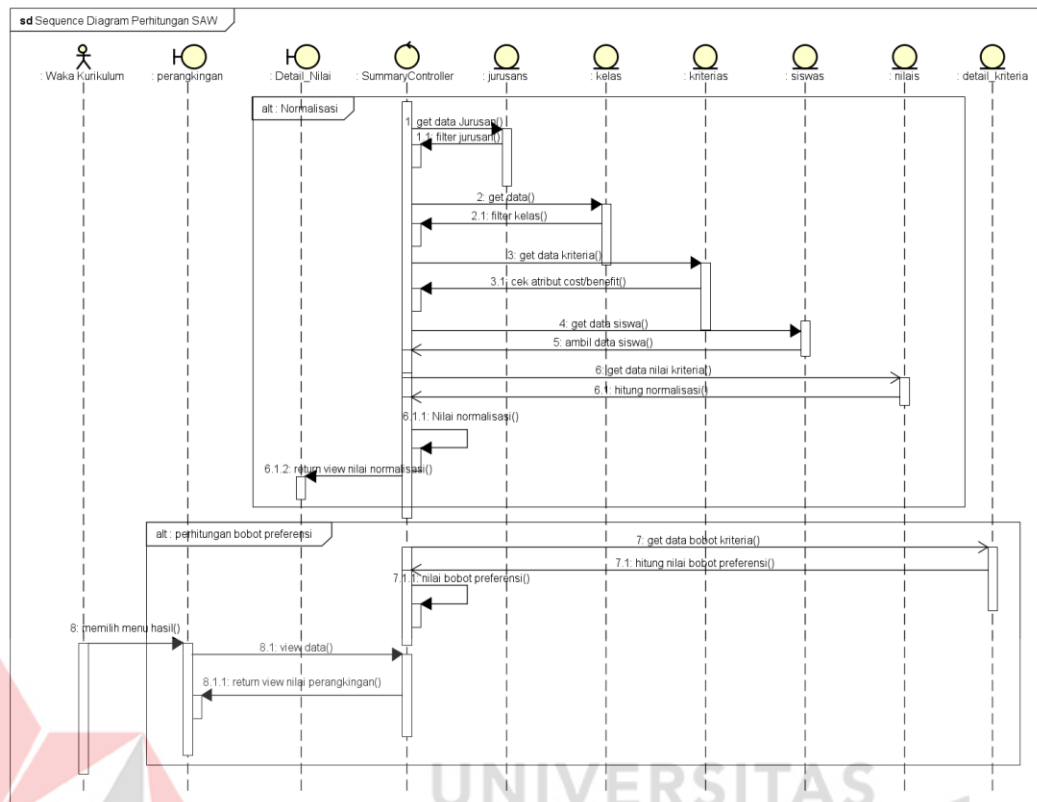 sd Sequence Diagram Perhitungan SAW
: Waka Kurikulum
: perangkingan
: Detail_Nilai
: SummaryController
: jurusans
: kelas
: kriterias
: siswas
: nilais
: detail_kriteria
alt : Normalisasi
1: get data Jurusan()
1.1: filter jurusan()
2: get data()
2.1: filter kelas()
3: get data kriteria()
3.1: cek atribut cost/benefit()
4: get data siswa()
5: ambil data siswa()
6: get data nilai kriteria()
6.1: hitung normalisasi()
6.1.1: Nilai normalisasi()
6.1.2: return view nilai normalisasi()
alt : perhitungan bobot preferensi
7: get data bobot kriteria()
7.1: hitung nilai bobot preferensi()
7.1.1: nilai bobot preferensi()
8: memilih menu hasil()
8.1: view data()
8.1.1: return view nilai perangkingan()
UNIVERSITAS